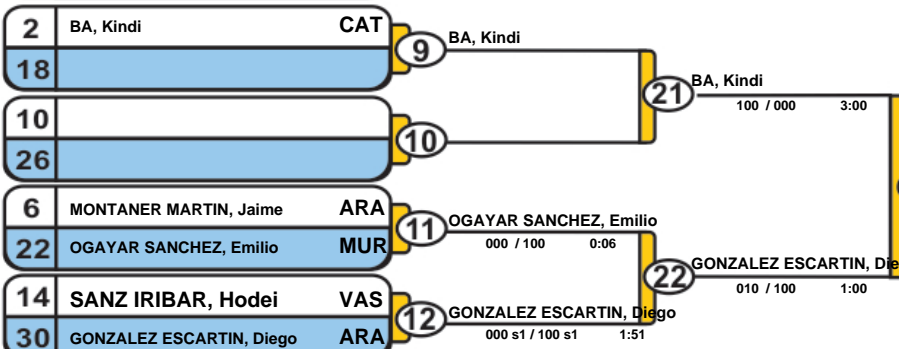 2 BA, Kindi CAT
18
9 BA, Kindi
10
26
10
21 BA, Kindi
100 / 000 3:00
6 MONTANER MARTIN, Jaime ARA
22 OGAYAR SANCHEZ, Emilio MUR
11 OGAYAR SANCHEZ, Emilio
000 / 100 0:06
14 SANZ IRIBAR, Hodei VAS
30 GONZALEZ ESCARTIN, Diego ARA
12 GONZALEZ ESCARTIN, Diego
000 s1 / 100 s1 1:51
22 GONZALEZ ESCARTIN, Die
010 / 100 1:00